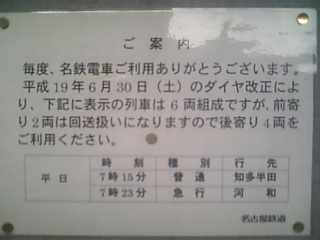 ご案内
毎度、名鉄電車ご利用ありがとうございます。
平成19年6月30日(土)のダイヤ改正によ
り、下記に表示の列車は6両組成ですが、前寄
り2両は回送扱いになりますので後寄り4両を
ご利用ください。
時刻 種別 行先
平日 7時15分 普通 知多半田
7時23分 急行 河和
名古屋鉄道